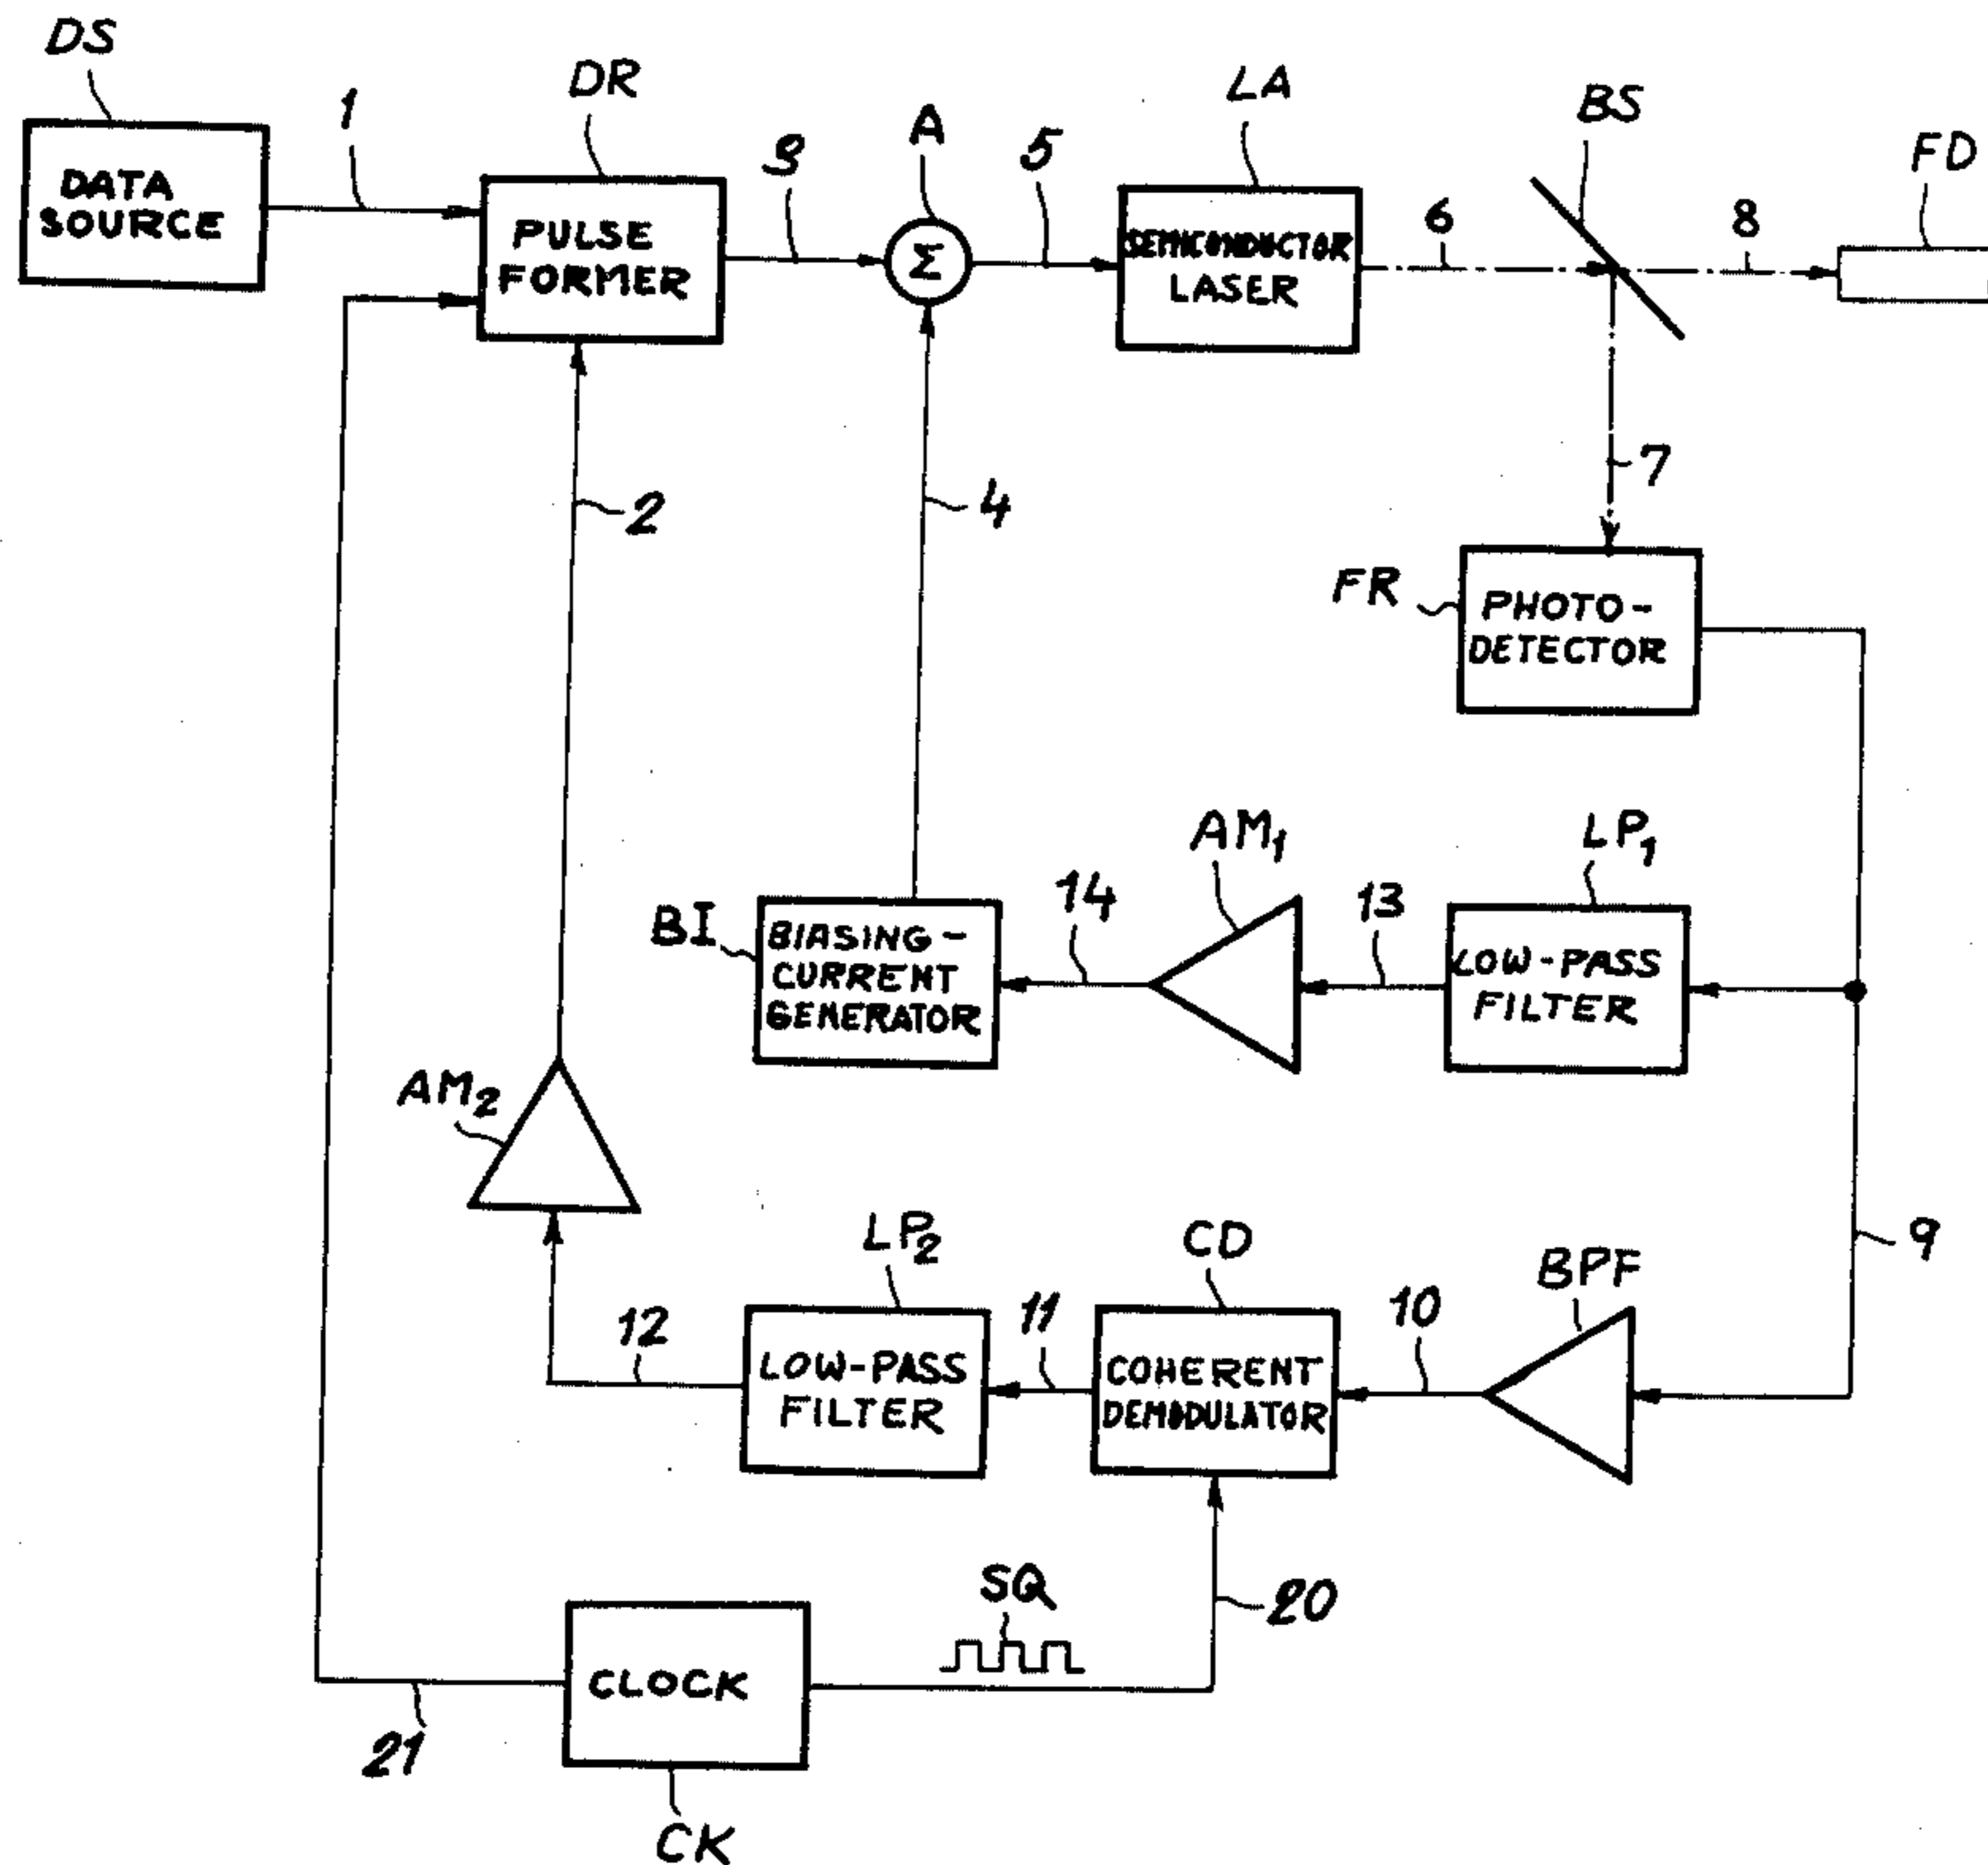 DS
DR
LA
BS
FD
1
3
A
5
6
8
DATA
SOURCE
PULSE
FORMER
Σ
SEMICONDUCTOR
LASER
7
2
4
FR
PHOTO-
DETECTOR
AM1
LP1
BI
14
13
BIASING-
CURRENT
GENERATOR
LOW-PASS
FILTER
AM2
LP2
CD
BPF
9
12
11
10
LOW-PASS
FILTER
COHERENT
DEMODULATOR
SQ
20
CLOCK
21
CK